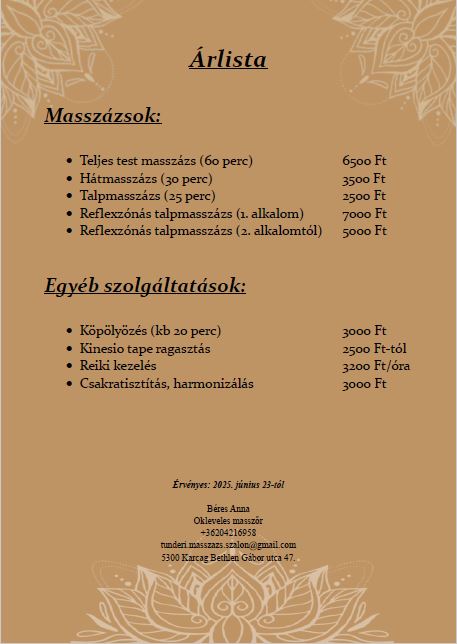 Árlista
Masszázsok:
• Teljes test masszázs (60 perc) 6500 Ft
• Hátmasszázs (30 perc) 3500 Ft
• Talpmasszázs (25 perc) 2500 Ft
• Reflexzónás talpmasszázs (1. alkalom) 7000 Ft
• Reflexzónás talpmasszázs (2. alkalomtól) 5000 Ft
Egyéb szolgáltatások:
• Köpölyözés (kb 20 perc) 3000 Ft
• Kinesio tape ragasztás 2500 Ft-tól
• Reiki kezelés 3200 Ft/óra
• Csakratisztítás, harmonizálás 3000 Ft
Érvényes: 2025. június 23-tól
Béres Anna
Okleveles masszőr
+36204216958
tunderi.masszazs.szalon@gmail.com
5300 Karcag Bethlen Gábor utca 47.